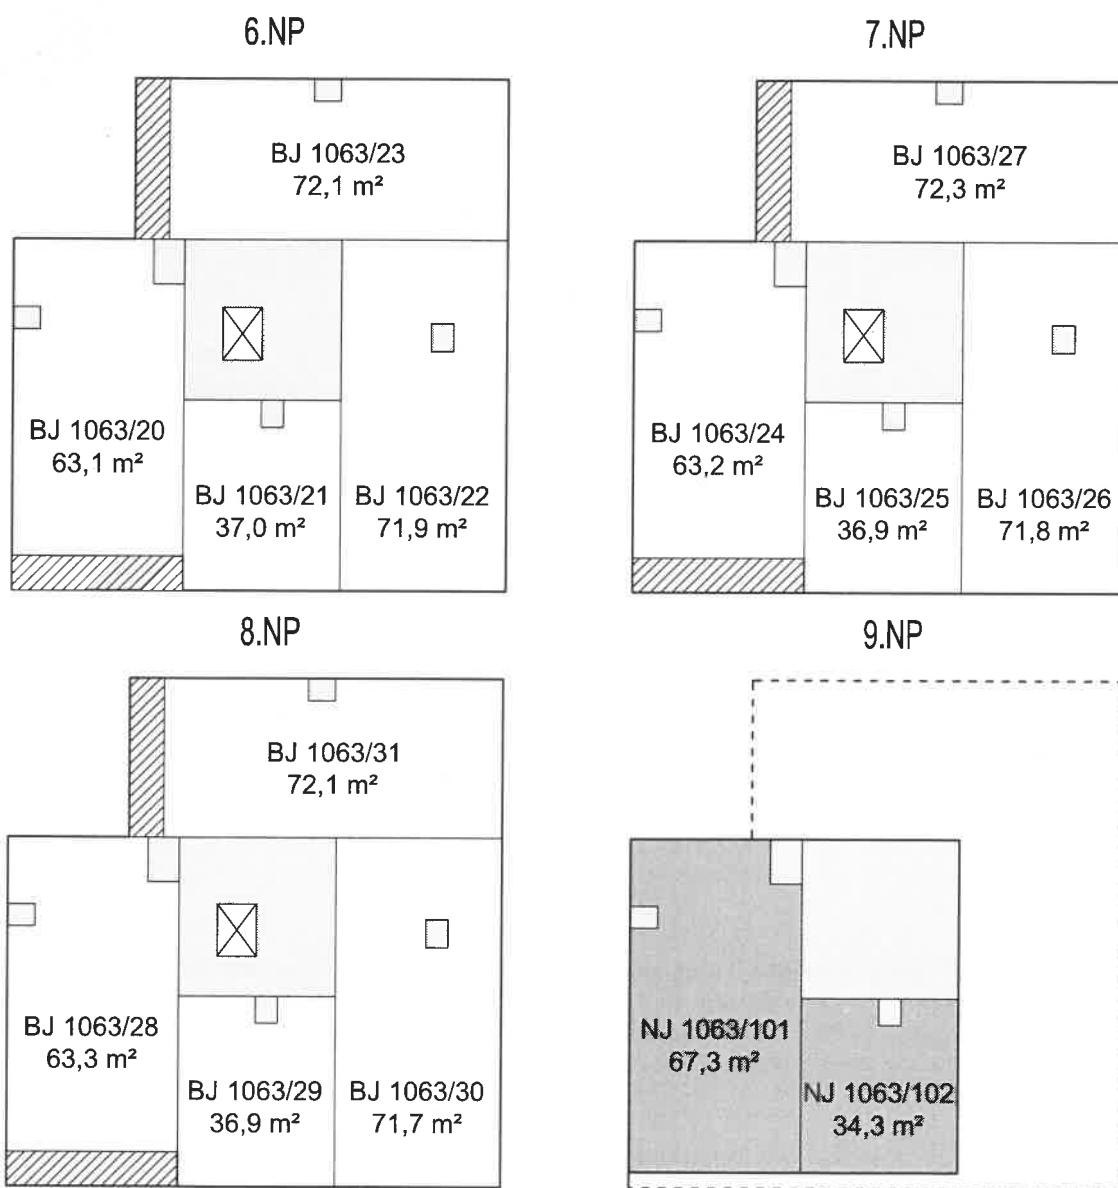 6.NP
BJ 1063/23
72,1 m²
BJ 1063/20
63,1 m²
BJ 1063/21
37,0 m²
BJ 1063/22
71,9 m²
7.NP
BJ 1063/27
72,3 m²
BJ 1063/24
63,2 m²
BJ 1063/25
36,9 m²
BJ 1063/26
71,8 m²
8.NP
BJ 1063/31
72,1 m²
BJ 1063/28
63,3 m²
BJ 1063/29
36,9 m²
BJ 1063/30
71,7 m²
9.NP
NJ 1063/101
67,3 m²
NJ 1063/102
34,3 m²